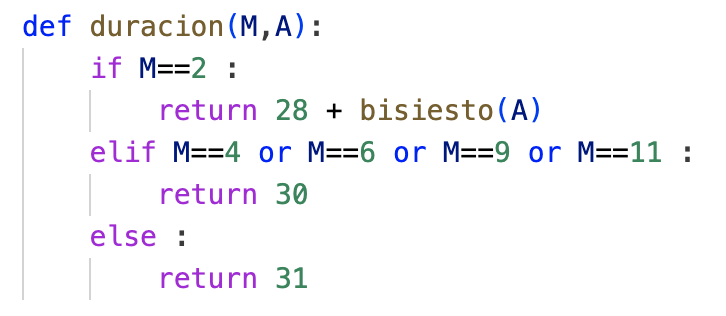 def duracion(M,A):
    if M==2 :
        return 28 + bisiesto(A)
    elif M==4 or M==6 or M==9 or M==11 :
        return 30
    else :
        return 31